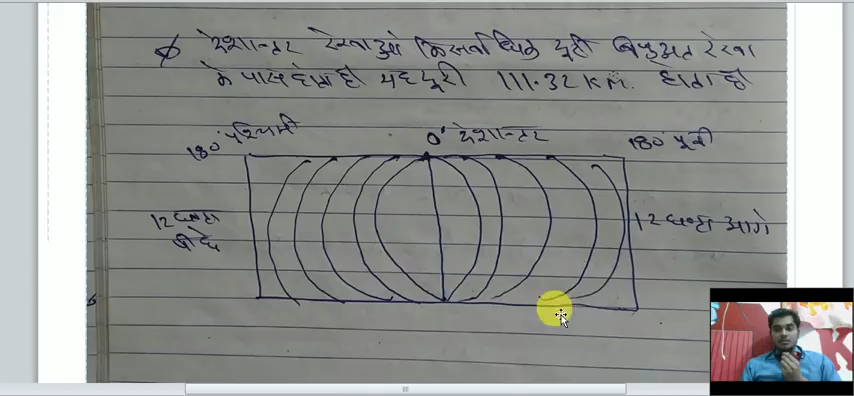 देशान्तर रेखाओं की सर्वाधिक दूरी विषुवत रेखा
के पास होता है यह दूरी 111.32 KM. होता है
180° पश्चिमी 0° देशान्तर 180° पूर्वी
12 घण्टा 12 घण्टा आगे
पीछे